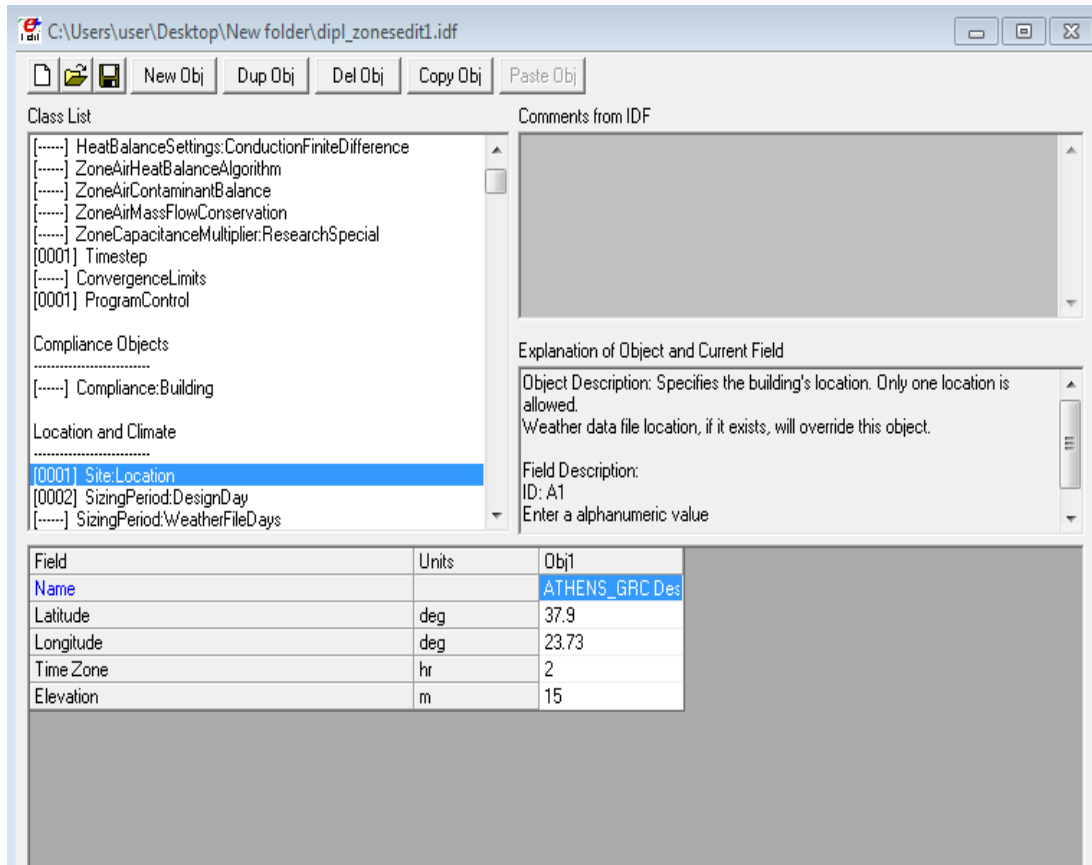 C:\Users\user\Desktop\New folder\dipl_zonesedit1.idf
New Obj Dup Obj Del Obj Copy Obj Paste Obj
Class List
[------] HeatBalanceSettings:ConductionFiniteDifference
[------] ZoneAirHeatBalanceAlgorithm
[------] ZoneAirContaminantBalance
[------] ZoneAirMassFlowConservation
[------] ZoneCapacitanceMultiplier:ResearchSpecial
[0001] Timestep
[------] ConvergenceLimits
[0001] ProgramControl
Compliance Objects
---------------------------
[------] Compliance:Building
Location and Climate
---------------------------
[0001] Site:Location
[0002] SizingPeriod:DesignDay
[------] SizingPeriod:WeatherFileDays
Comments from IDF
Explanation of Object and Current Field
Object Description: Specifies the building's location. Only one location is
allowed.
Weather data file location, if it exists, will override this object.
Field Description:
ID: A1
Enter a alphanumeric value
Field Units Obj1
Name ATHENS_GRC Des
Latitude deg 37.9
Longitude deg 23.73
Time Zone hr 2
Elevation m 15